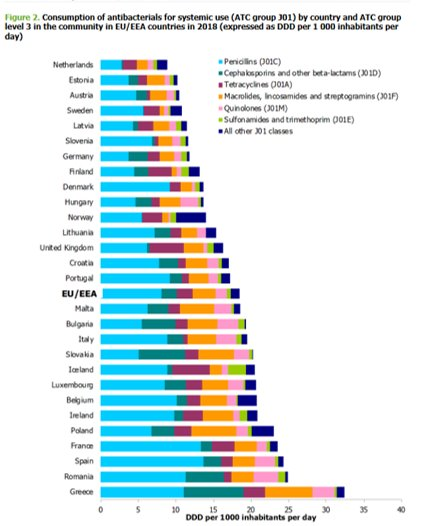 Figure 2. Consumption of antibacterials for systemic use (ATC group J01) by country and ATC group
level 3 in the community in EU/EEA countries in 2018 (expressed as DDD per 1 000 inhabitants per
day)
Penicillins (J01C)
Cephalosporins and other beta-lactams (J01D)
Tetracyclines (J01A)
Macrolides, lincosamides and streptogramins (J01F)
Quinolones (J01M)
Sulfonamides and trimethoprim (J01E)
All other J01 classes
Netherlands
Estonia
Austria
Sweden
Latvia
Slovenia
Germany
Finland
Denmark
Hungary
Norway
Lithuania
United Kingdom
Croatia
Portugal
EU/EEA
Malta
Bulgaria
Italy
Slovakia
Iceland
Luxembourg
Belgium
Ireland
Poland
France
Spain
Romania
Greece
0 5 10 15 20 25 30 35 40
DDD per 1000 inhabitants per day